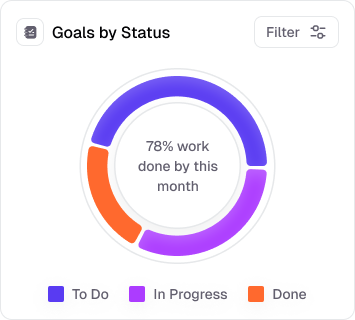 Goals by Status
Filter
78% work
done by this
month
To Do
In Progress
Done